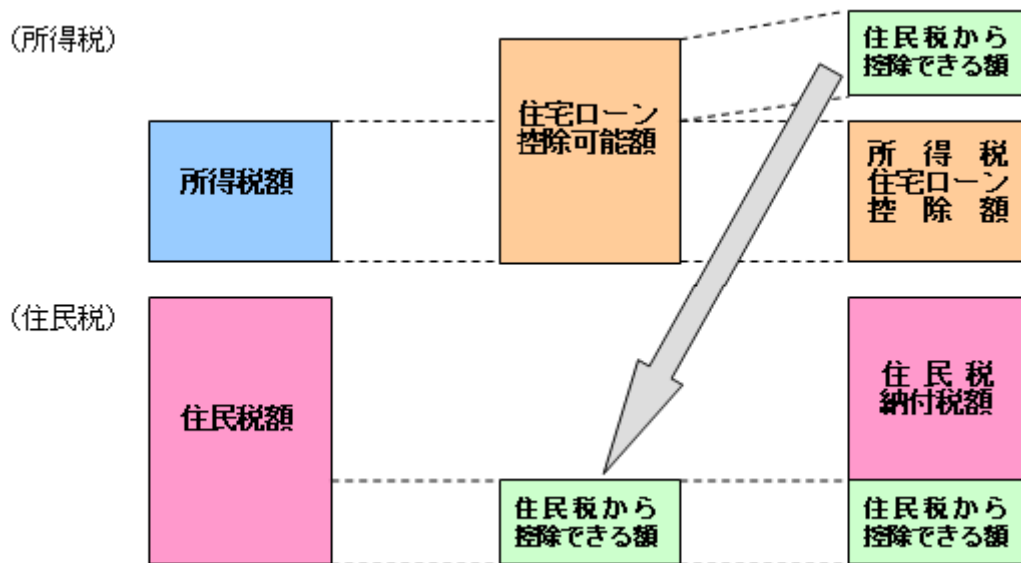 （所得税）
住民税から
控除できる額
住宅ローン
控除可能額
所得税額
所得税
住宅ローン
控除額
（住民税）
住民税額
住民税
納付税額
住民税から
控除できる額
住民税から
控除できる額